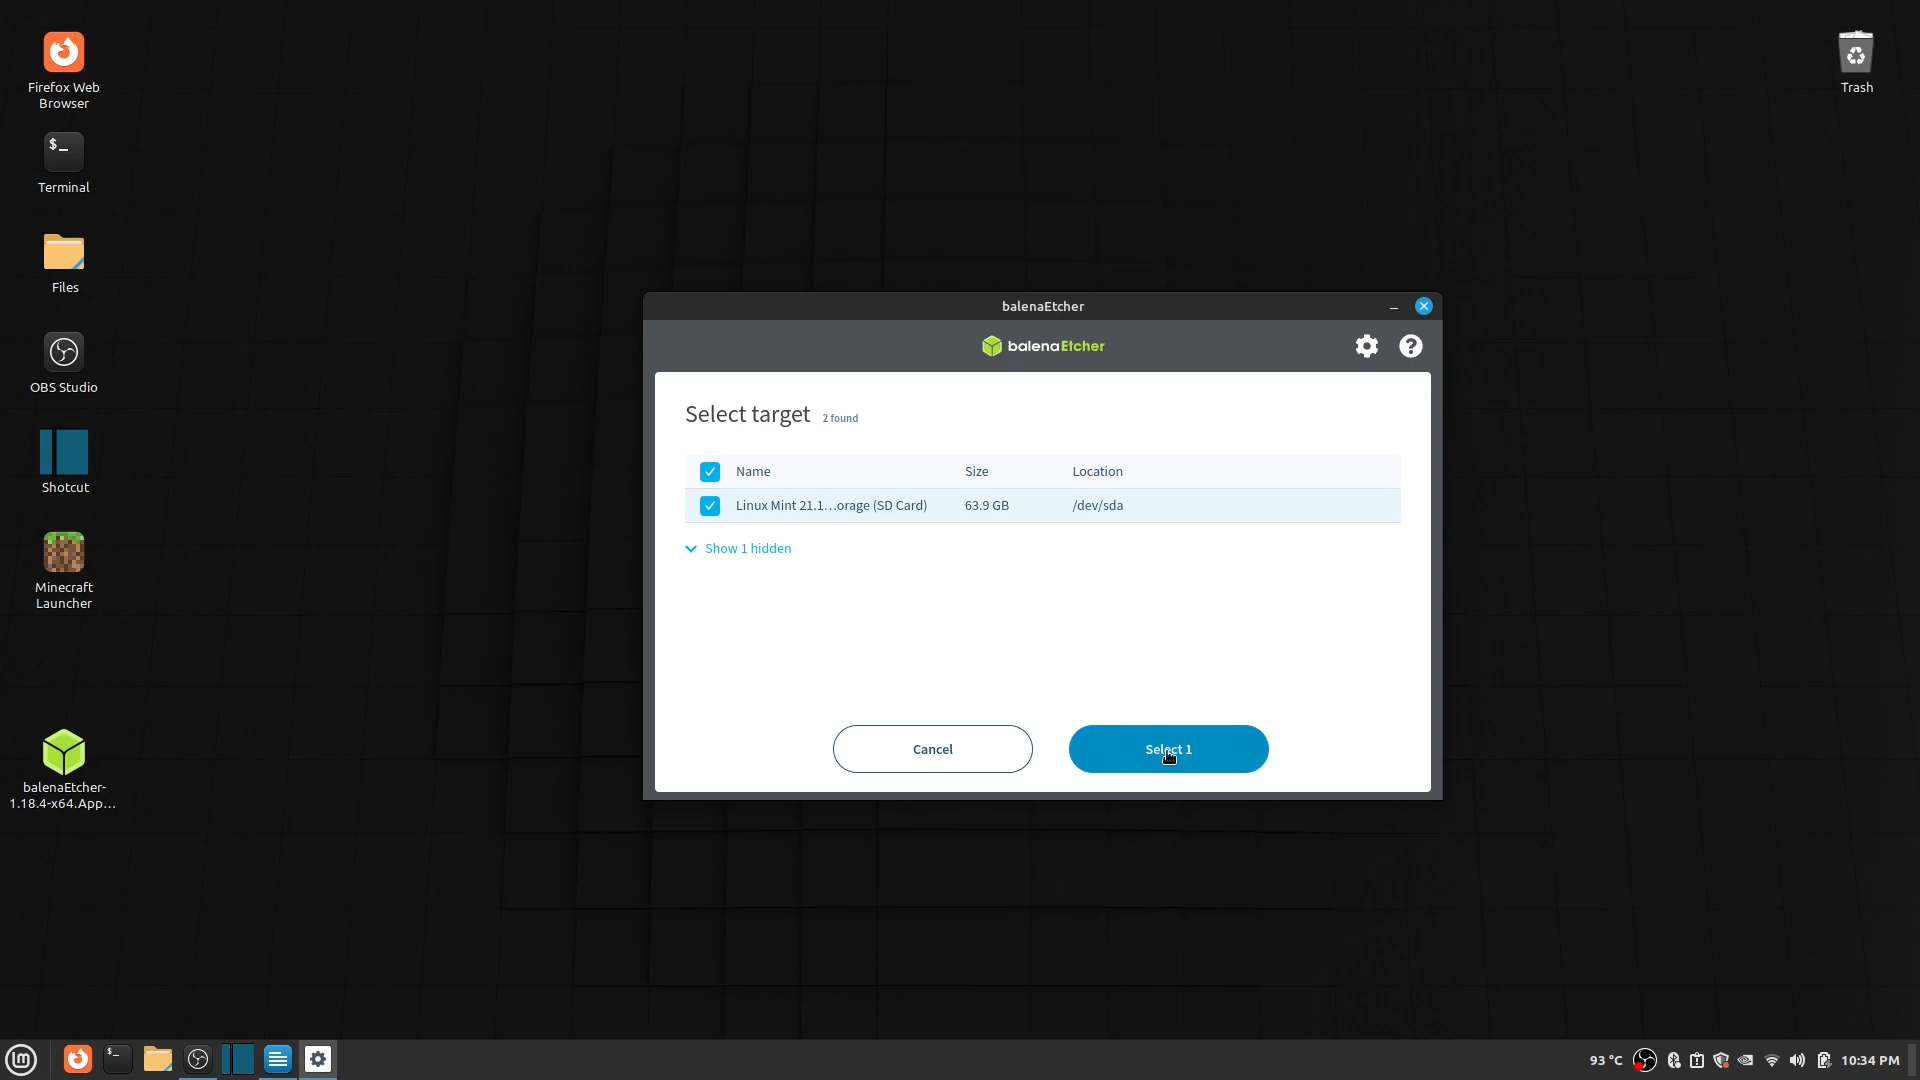 Firefox Web
Browser
$_
Terminal
Files
OBS Studio
Shotcut
Minecraft
Launcher
balenaEtcher-
1.18.4-x64.App...
Trash
balenaEtcher
balenaEtcher
Select target 2 found
Name Size Location
Linux Mint 21.1...orage (SD Card) 63.9 GB /dev/sda
Show 1 hidden
Cancel Select 1
$_
93 °C 10:34 PM